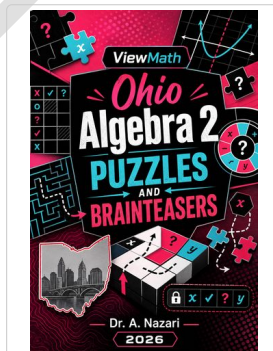 ViewMath
Ohio
Algebra 2
PUZZLES
AND
BRAINTEASERS
x ✓ ? y
Dr. A. Nazari
2026